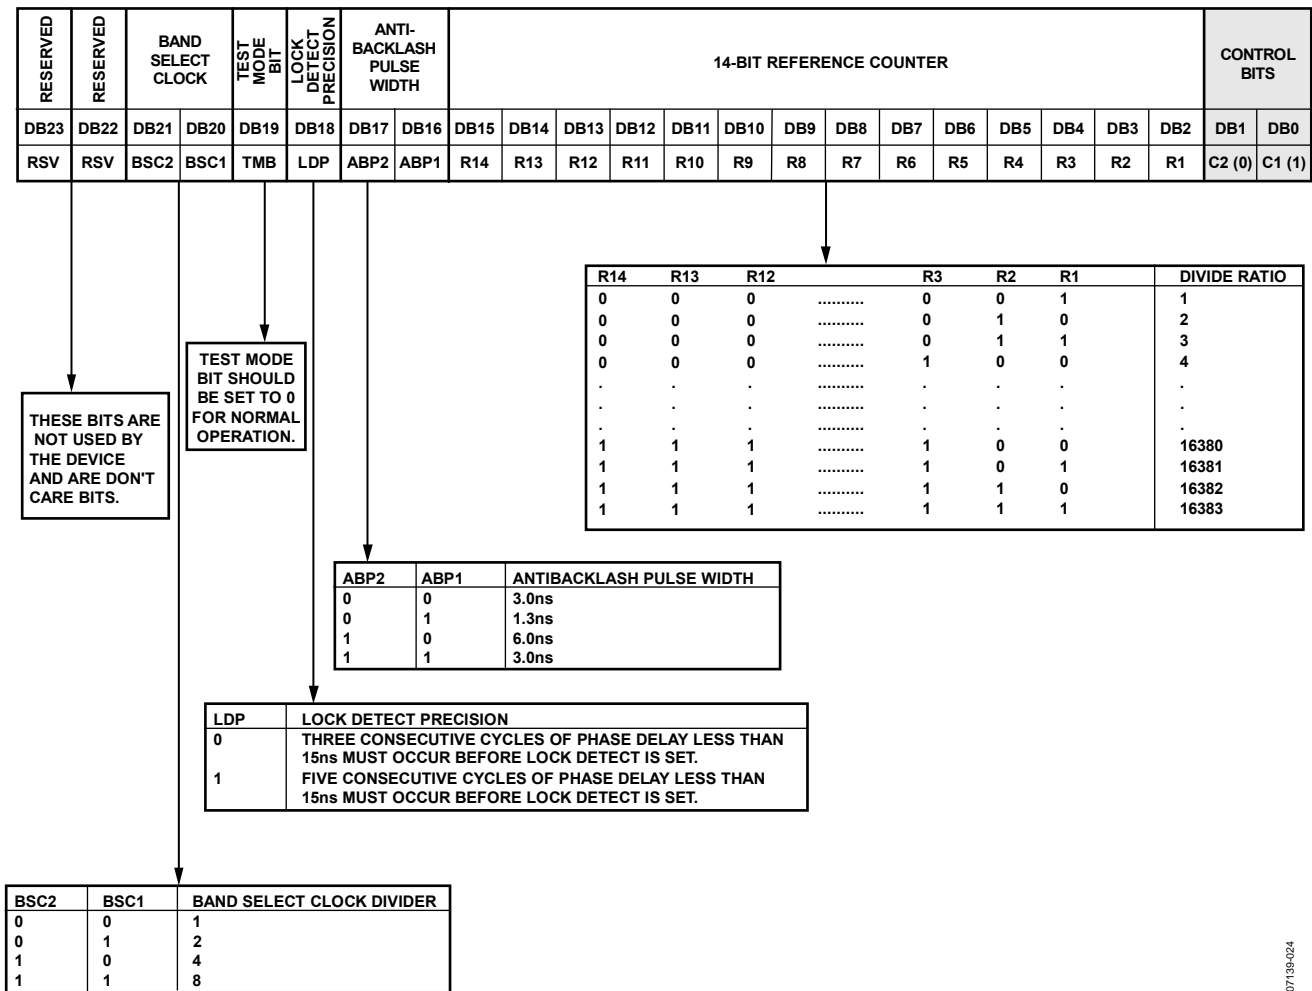 RESERVED
RESERVED
BAND
SELECT
CLOCK
TEST
MODE
BIT
LOCK
DETECT
PRECISION
ANTI-
BACKLASH
PULSE
WIDTH
14-BIT REFERENCE COUNTER
CONTROL
BITS
DB23 DB22 DB21 DB20 DB19 DB18 DB17 DB16 DB15 DB14 DB13 DB12 DB11 DB10 DB9 DB8 DB7 DB6 DB5 DB4 DB3 DB2 DB1 DB0
RSV RSV BSC2 BSC1 TMB LDP ABP2 ABP1 R14 R13 R12 R11 R10 R9 R8 R7 R6 R5 R4 R3 R2 R1 C2 (0) C1 (1)
R14 R13 R12 R3 R2 R1 DIVIDE RATIO
0 0 0 .......... 0 0 1 1
0 0 0 .......... 0 1 0 2
0 0 0 .......... 0 1 1 3
0 0 0 .......... 1 0 0 4
. . . .......... . . . .
. . . .......... . . . .
. . . .......... . . . .
1 1 1 .......... 1 0 0 16380
1 1 1 .......... 1 0 1 16381
1 1 1 .......... 1 1 0 16382
1 1 1 .......... 1 1 1 16383
TEST MODE
BIT SHOULD
BE SET TO 0
FOR NORMAL
OPERATION.
THESE BITS ARE
NOT USED BY
THE DEVICE
AND ARE DON'T
CARE BITS.
ABP2 ABP1 ANTIBACKLASH PULSE WIDTH
0 0 3.0ns
0 1 1.3ns
1 0 6.0ns
1 1 3.0ns
LDP LOCK DETECT PRECISION
0 THREE CONSECUTIVE CYCLES OF PHASE DELAY LESS THAN
15ns MUST OCCUR BEFORE LOCK DETECT IS SET.
1 FIVE CONSECUTIVE CYCLES OF PHASE DELAY LESS THAN
15ns MUST OCCUR BEFORE LOCK DETECT IS SET.
BSC2 BSC1 BAND SELECT CLOCK DIVIDER
0 0 1
0 1 2
1 0 4
1 1 8
07139-024